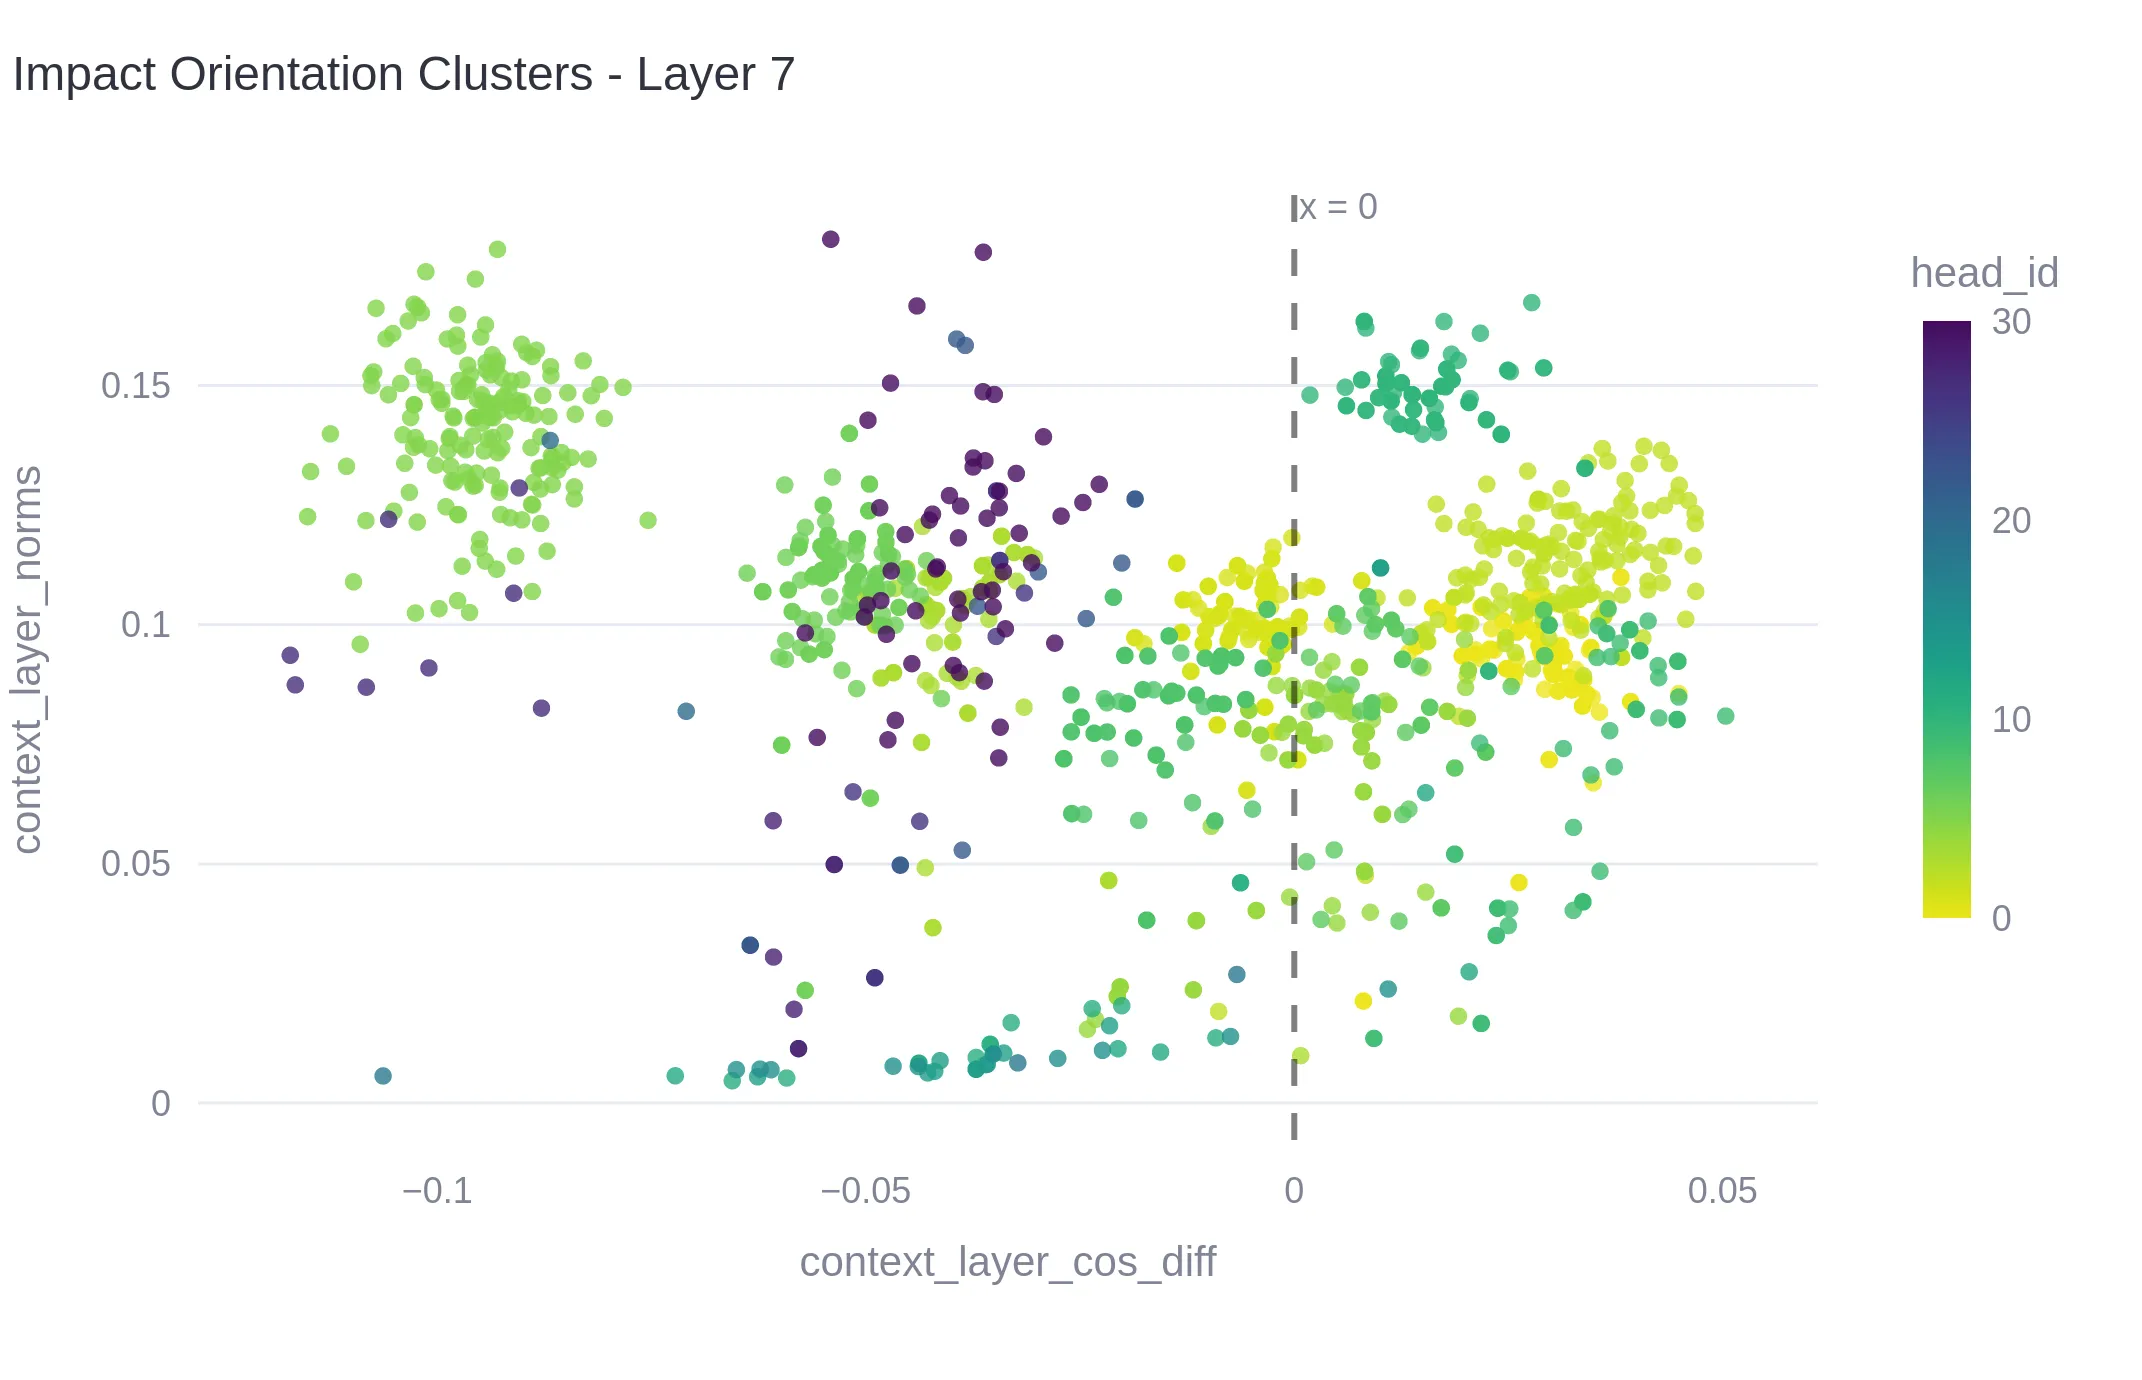 Impact Orientation Clusters - Layer 7
x = 0
head_id
30
20
10
0
context_layer_norms
0.15
0.1
0.05
0
−0.1
−0.05
0
0.05
context_layer_cos_diff